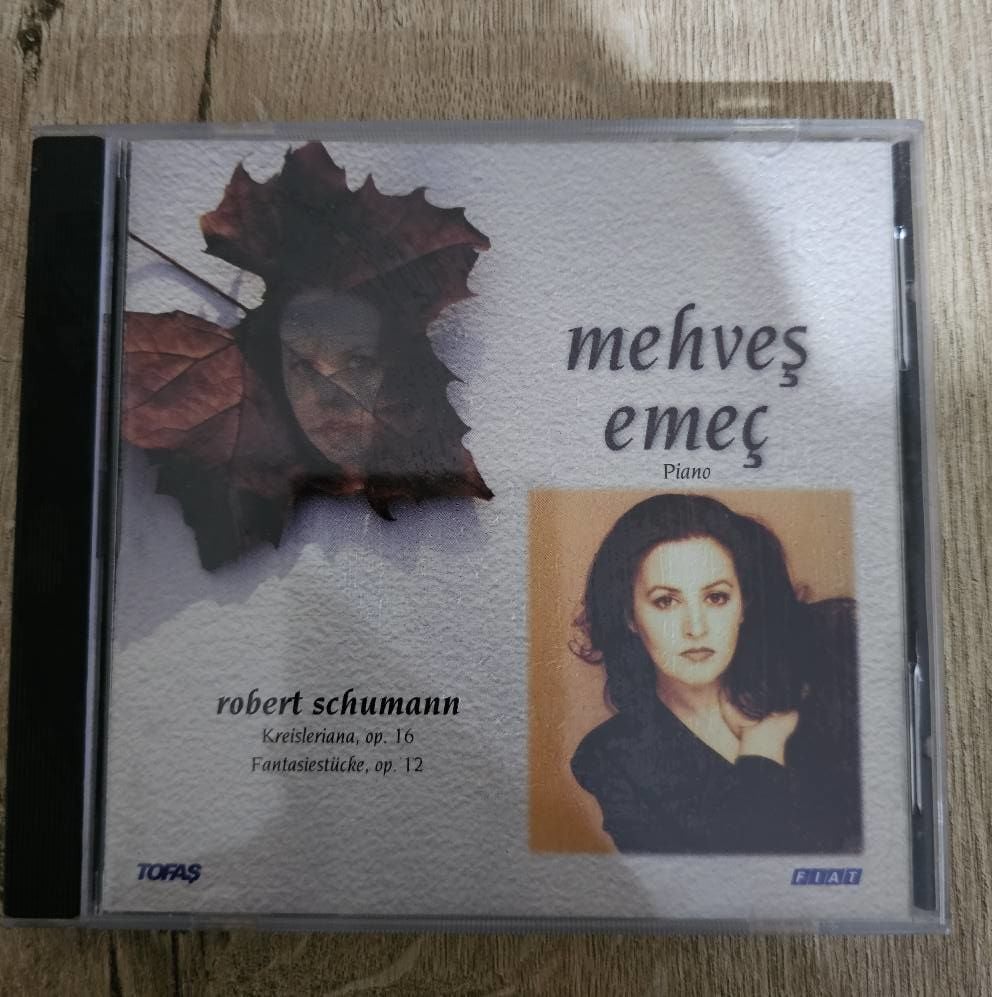 mehveş
emeç
Piano
robert schumann
Kreisleriana, op. 16
Fantasiestücke, op. 12
TOFAŞ
FIAT